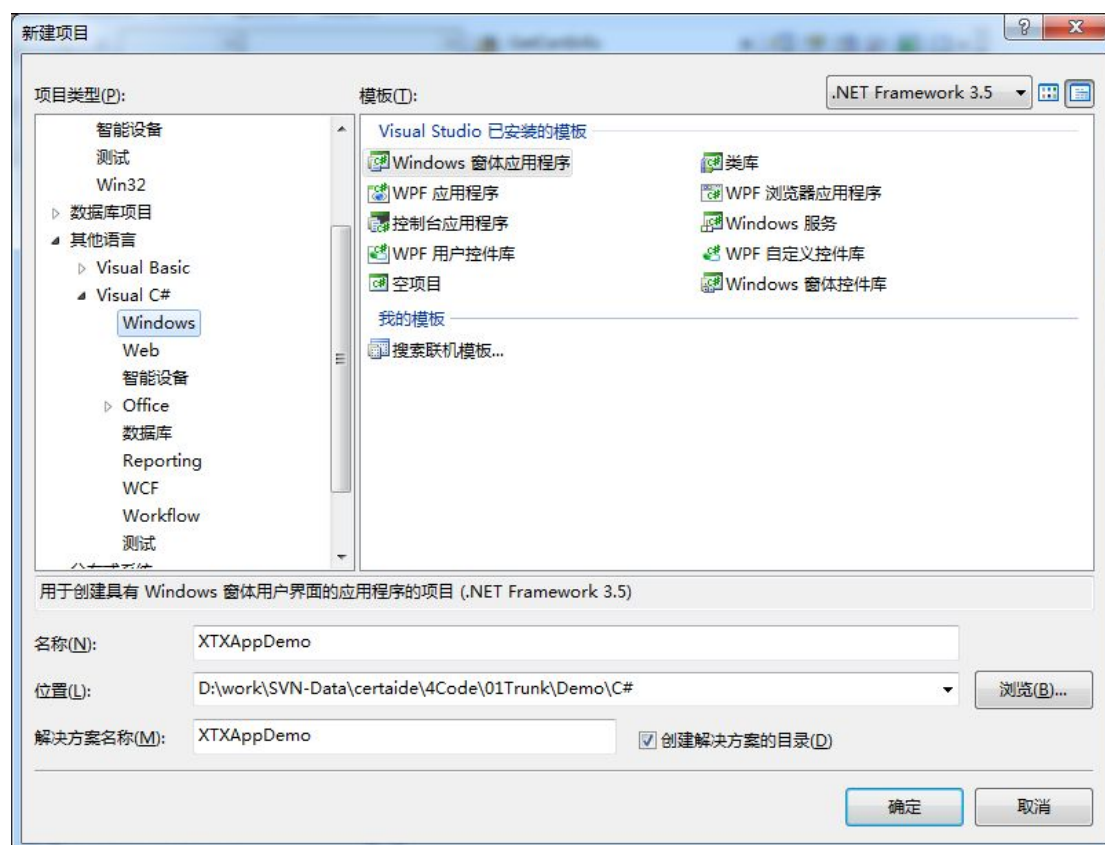 新建项目
项目类型(P):
模板(T):
.NET Framework 3.5
智能设备
测试
Win32
数据库项目
其他语言
Visual Basic
Visual C#
Windows
Web
智能设备
Office
数据库
Reporting
WCF
Workflow
测试
Visual Studio 已安装的模板
Windows 窗体应用程序
类库
WPF 应用程序
WPF 浏览器应用程序
控制台应用程序
Windows 服务
WPF 用户控件库
WPF 自定义控件库
空项目
Windows 窗体控件库
我的模板
搜索联机模板...
用于创建具有 Windows 窗体用户界面的应用程序的项目 (.NET Framework 3.5)
名称(N):
XTXAppDemo
位置(L):
D:\work\SVN-Data\certaide\4Code\01Trunk\Demo\C#
浏览(B)...
解决方案名称(M):
XTXAppDemo
创建解决方案的目录(D)
确定
取消